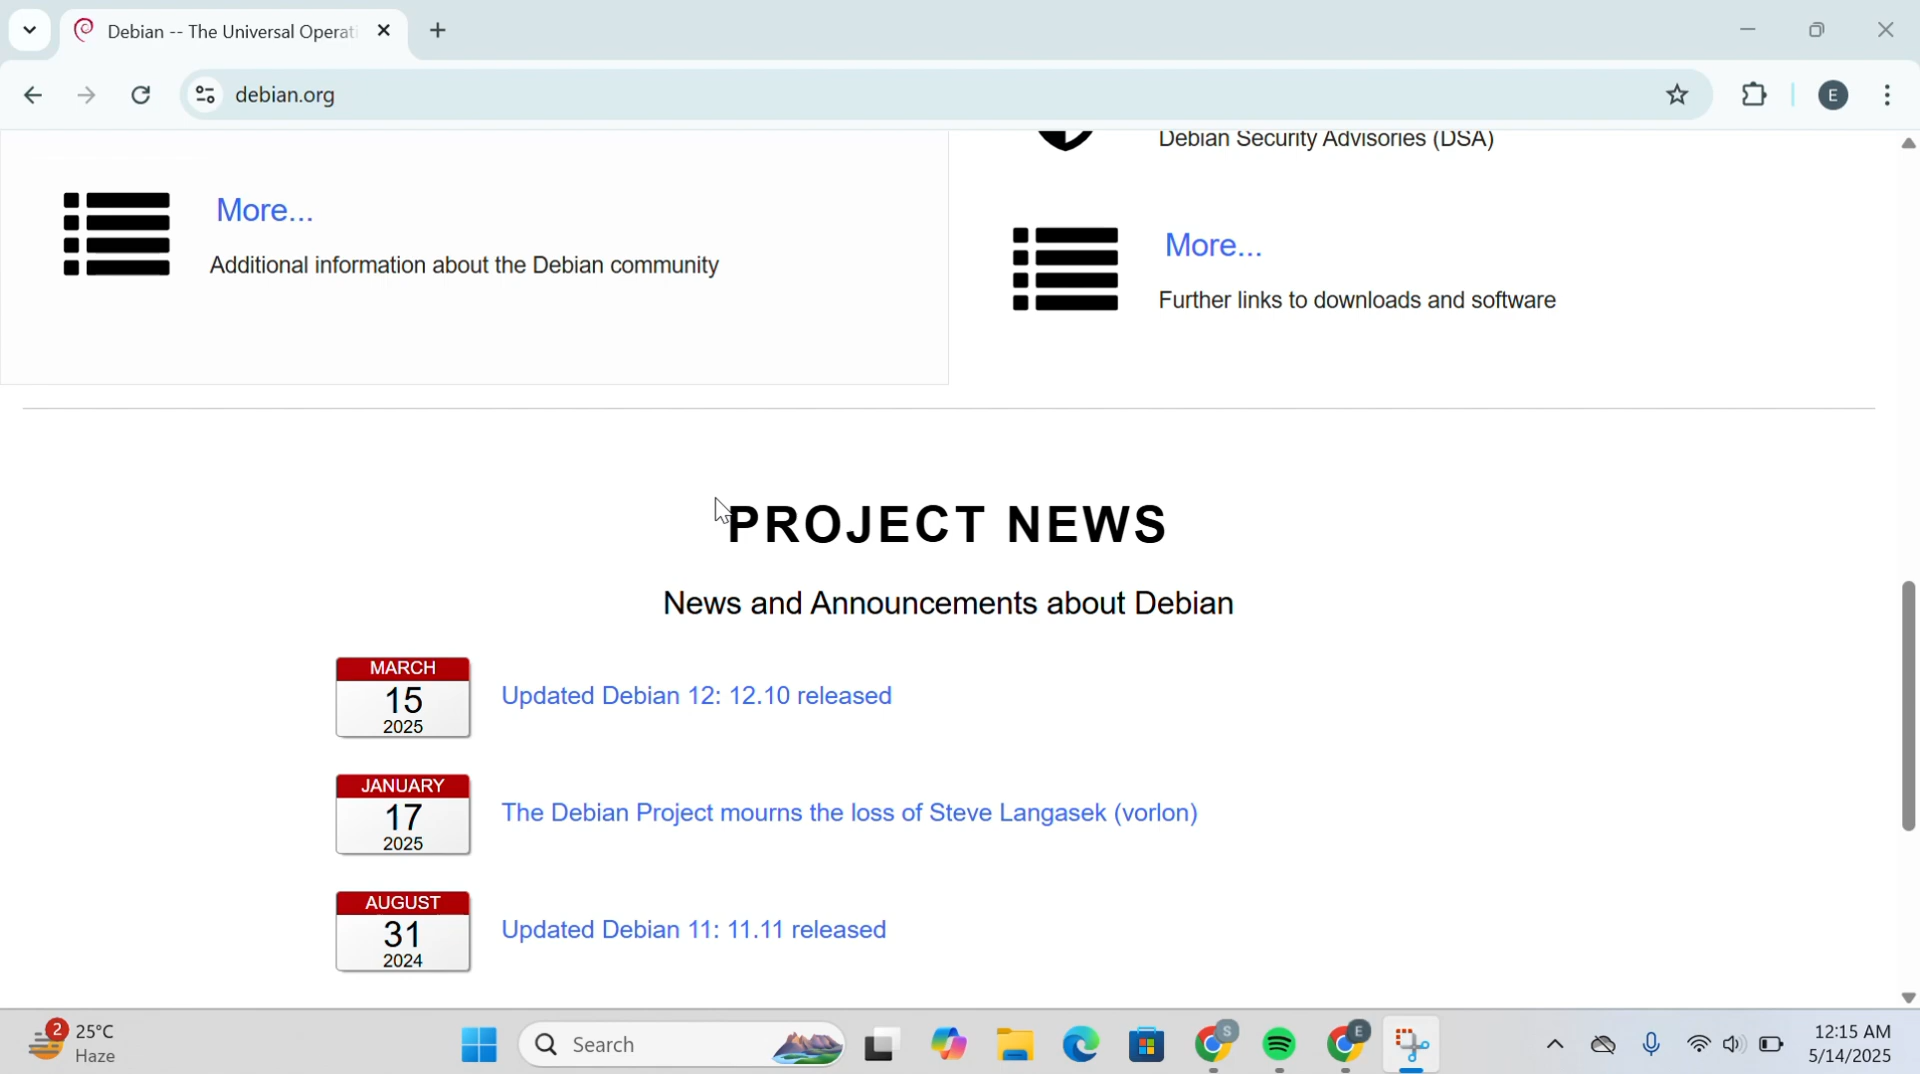 Debian -- The Universal Operati
debian.org
E
Debian Security Advisories (DSA)
More...
Additional information about the Debian community
More...
Further links to downloads and software
PROJECT NEWS
News and Announcements about Debian
MARCH
15
2025
Updated Debian 12: 12.10 released
JANUARY
17
2025
The Debian Project mourns the loss of Steve Langasek (vorlon)
AUGUST
31
2024
Updated Debian 11: 11.11 released
2
25°C
Haze
Search
S
E
12:15 AM
5/14/2025